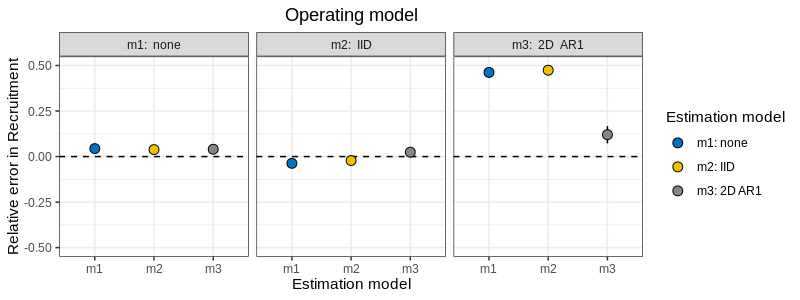 Operating model
m1: none
m2: IID
m3: 2D AR1
Relative error in Recruitment
0.50
0.25
0.00
-0.25
-0.50
m1 m2 m3
m1 m2 m3
m1 m2 m3
Estimation model
Estimation model
m1: none
m2: IID
m3: 2D AR1